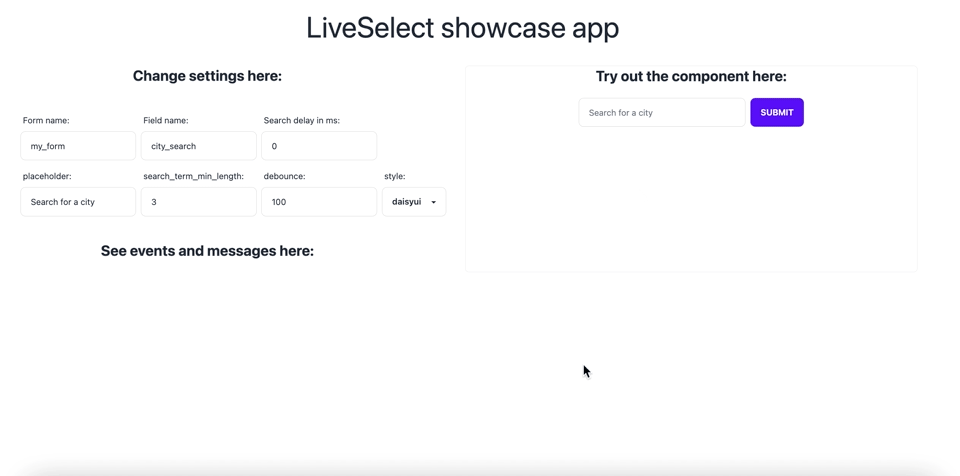 LiveSelect showcase app
Change settings here:
Form name: Field name: Search delay in ms:
my_form city_search 0
placeholder: search_term_min_length: debounce: style:
Search for a city 3 100 daisyui
See events and messages here:
Try out the component here:
Search for a city SUBMIT